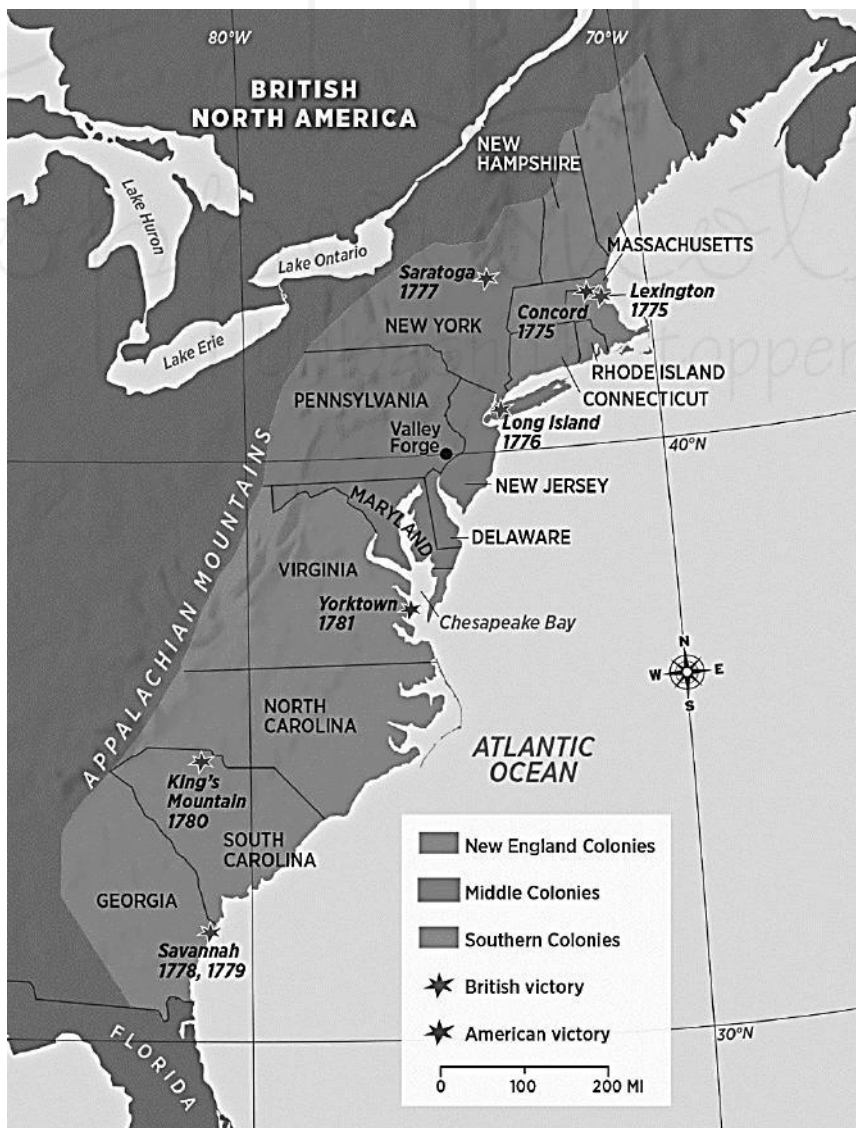 80°W
70°W
BRITISH
NORTH AMERICA
NEW
HAMPSHIRE
Lake Huron
Lake Ontario
Lake Erie
MASSACHUSETTS
Saratoga
1777
Concord
1775
Lexington
1775
NEW YORK
RHODE ISLAND
CONNECTICUT
PENNSYLVANIA
Long Island
1776
Valley
Forge
40°N
NEW JERSEY
MARYLAND
DELAWARE
APPALACHIAN MOUNTAINS
VIRGINIA
Yorktown
1781
Chesapeake Bay
N
W E
S
NORTH
CAROLINA
ATLANTIC
OCEAN
King's
Mountain
1780
SOUTH
CAROLINA
GEORGIA
Savannah
1778, 1779
FLORIDA
30°N
New England Colonies
Middle Colonies
Southern Colonies
British victory
American victory
0 100 200 MI